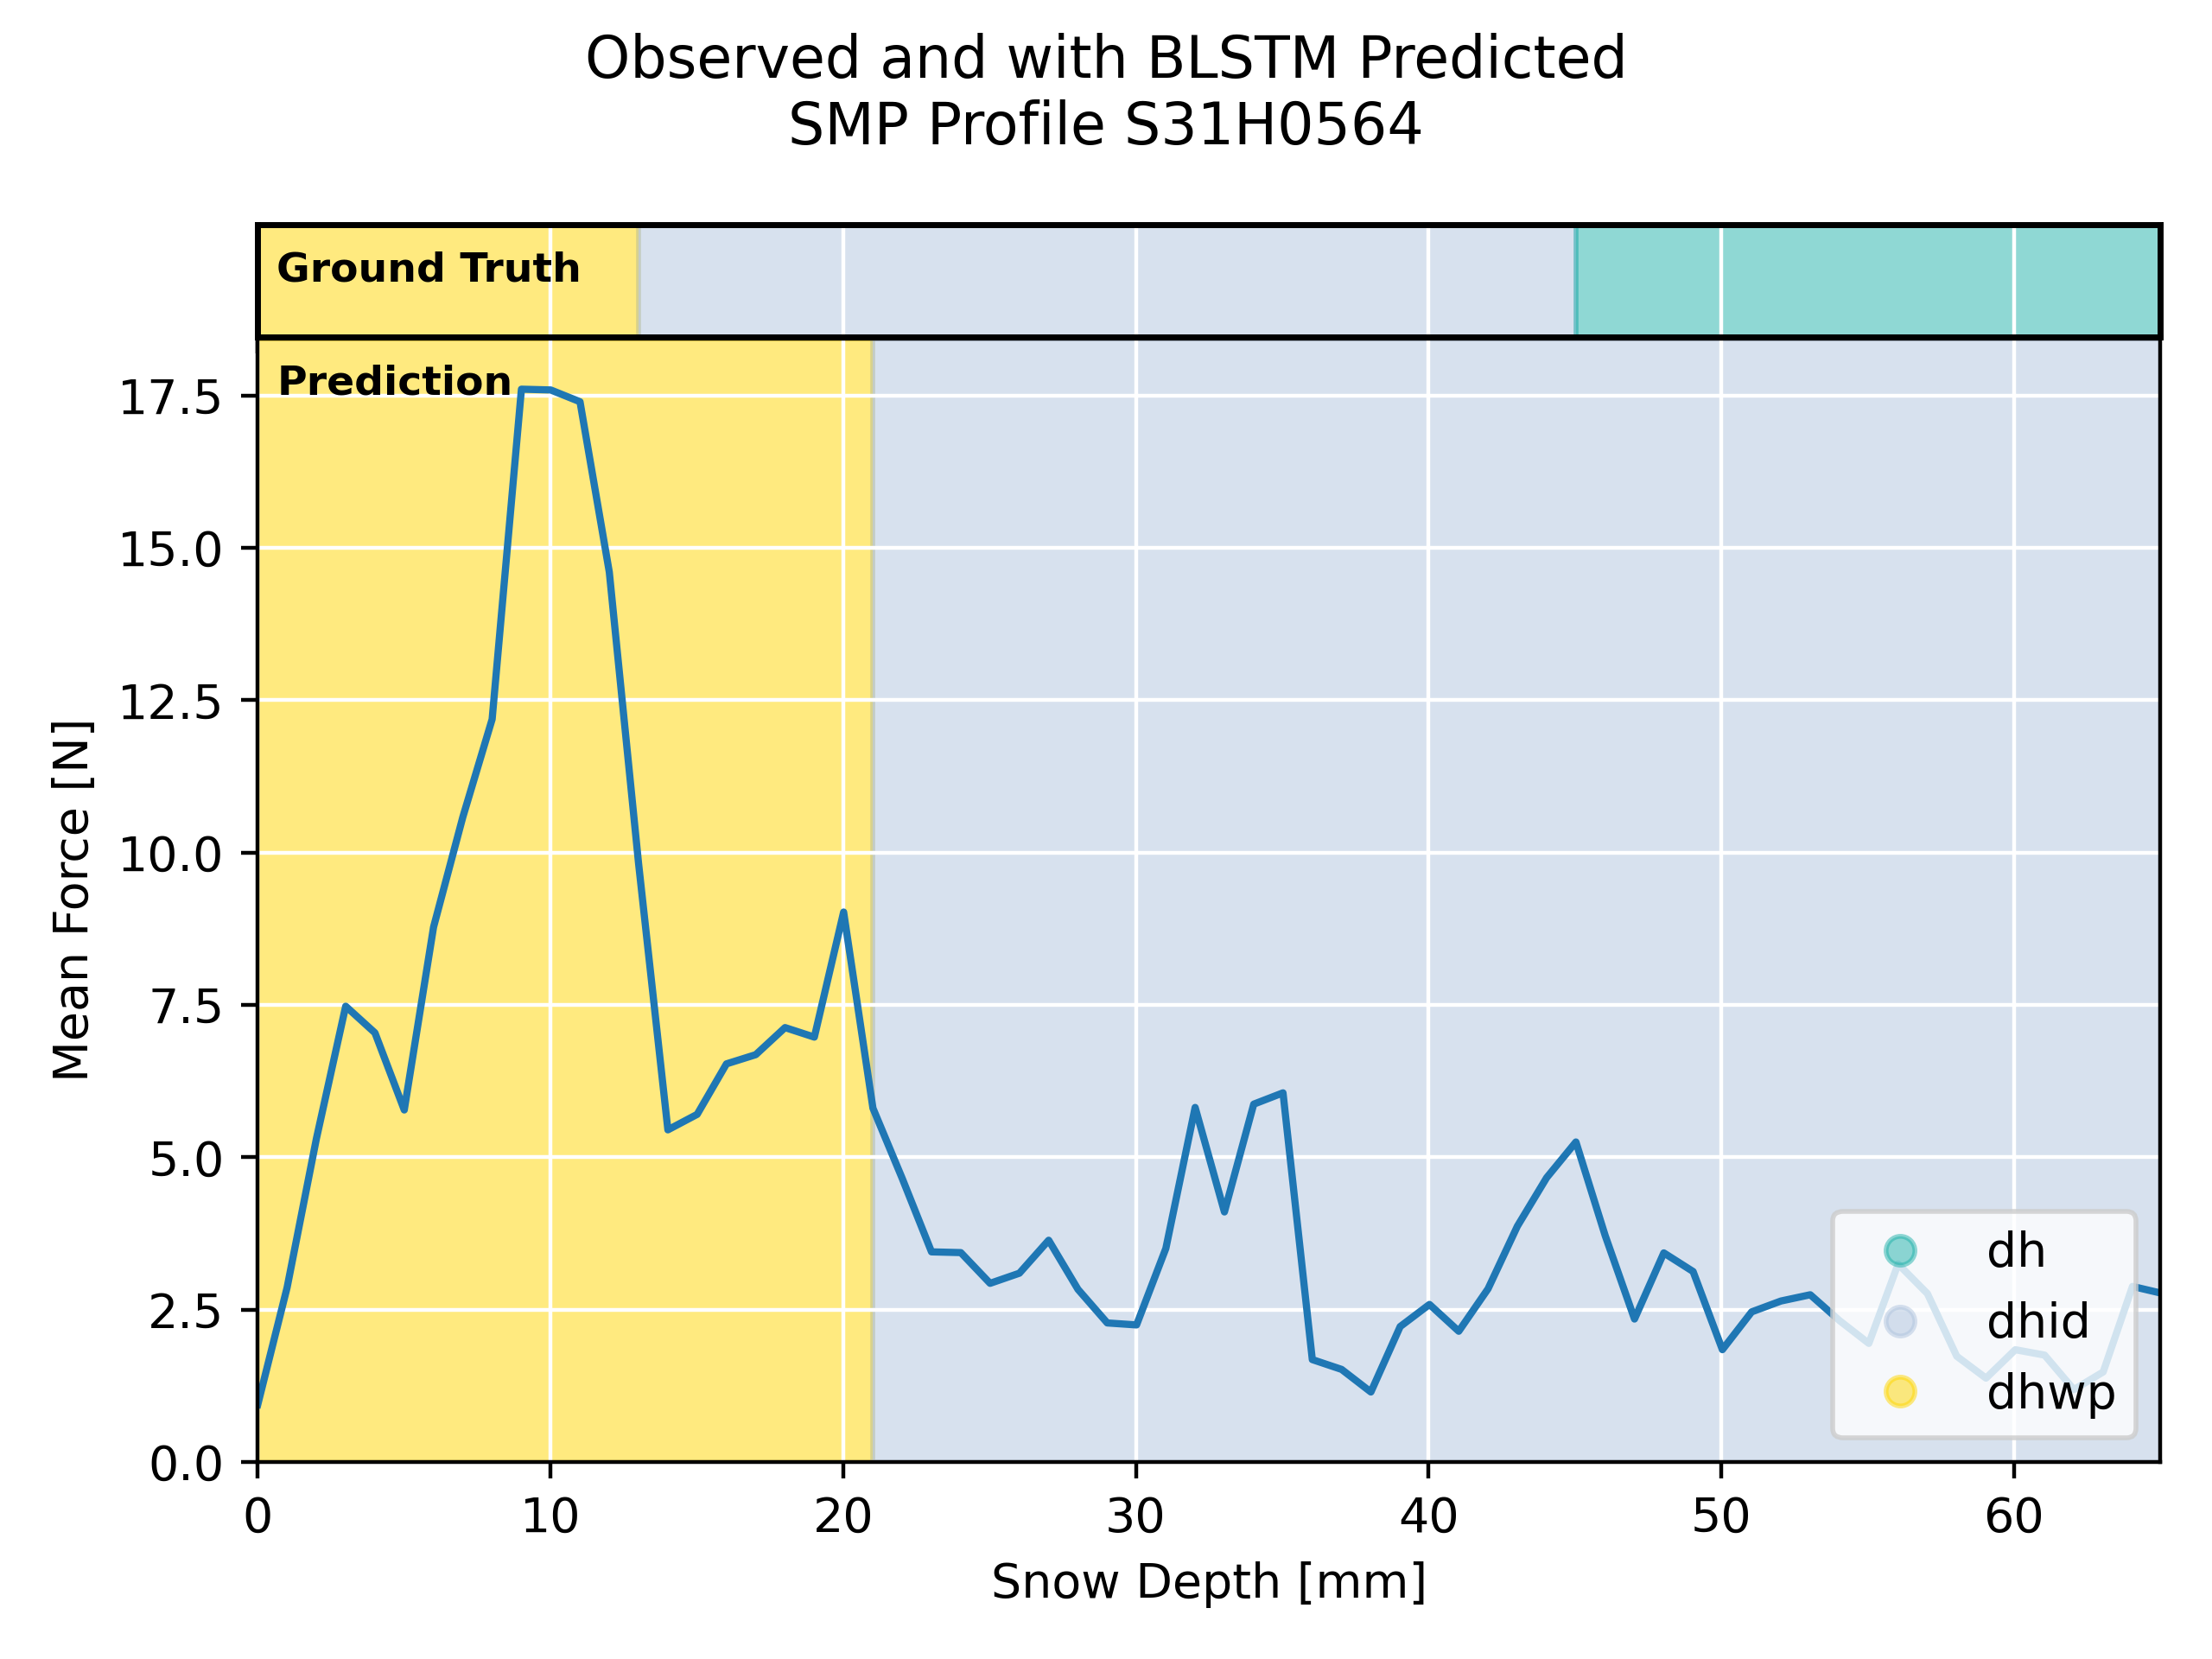 Observed and with BLSTM Predicted
SMP Profile S31H0564
Ground Truth
Prediction
17.5
15.0
12.5
10.0
7.5
5.0
2.5
0.0
Mean Force [N]
dh
dhid
dhwp
0 10 20 30 40 50 60
Snow Depth [mm]